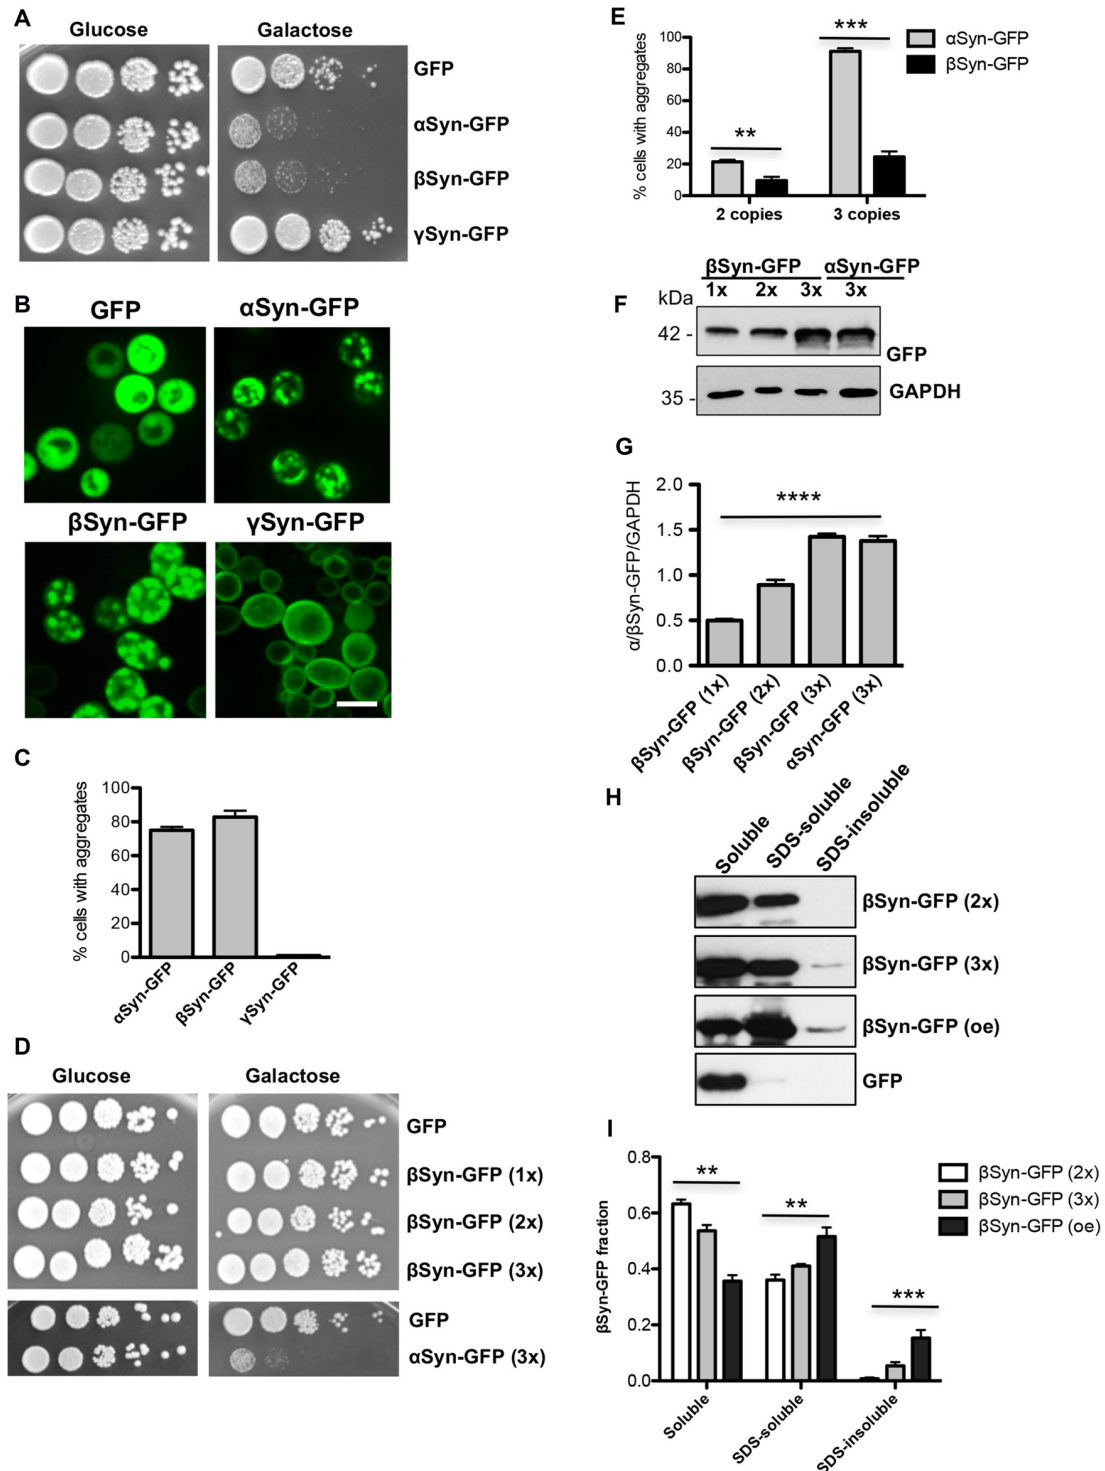 A
Glucose Galactose
GFP
αSyn-GFP
βSyn-GFP
γSyn-GFP
B
GFP αSyn-GFP
βSyn-GFP γSyn-GFP
C
% cells with aggregates
100
80
60
40
20
0
αSyn-GFP βSyn-GFP γSyn-GFP
D
Glucose Galactose
GFP
βSyn-GFP (1x)
βSyn-GFP (2x)
βSyn-GFP (3x)
GFP
αSyn-GFP (3x)
E
% cells with aggregates
100
80
60
40
20
0
**
***
2 copies 3 copies
αSyn-GFP
βSyn-GFP
F
βSyn-GFP αSyn-GFP
kDa 1x 2x 3x 3x
42 - GFP
35 - GAPDH
G
α/βSyn-GFP/GAPDH
2.0
1.5
1.0
0.5
0.0
****
βSyn-GFP (1x) βSyn-GFP (2x) βSyn-GFP (3x) αSyn-GFP (3x)
H
Soluble SDS-soluble SDS-insoluble
βSyn-GFP (2x)
βSyn-GFP (3x)
βSyn-GFP (oe)
GFP
I
βSyn-GFP fraction
0.8
0.6
0.4
0.2
0.0
**
**
***
Soluble SDS-soluble SDS-insoluble
βSyn-GFP (2x)
βSyn-GFP (3x)
βSyn-GFP (oe)